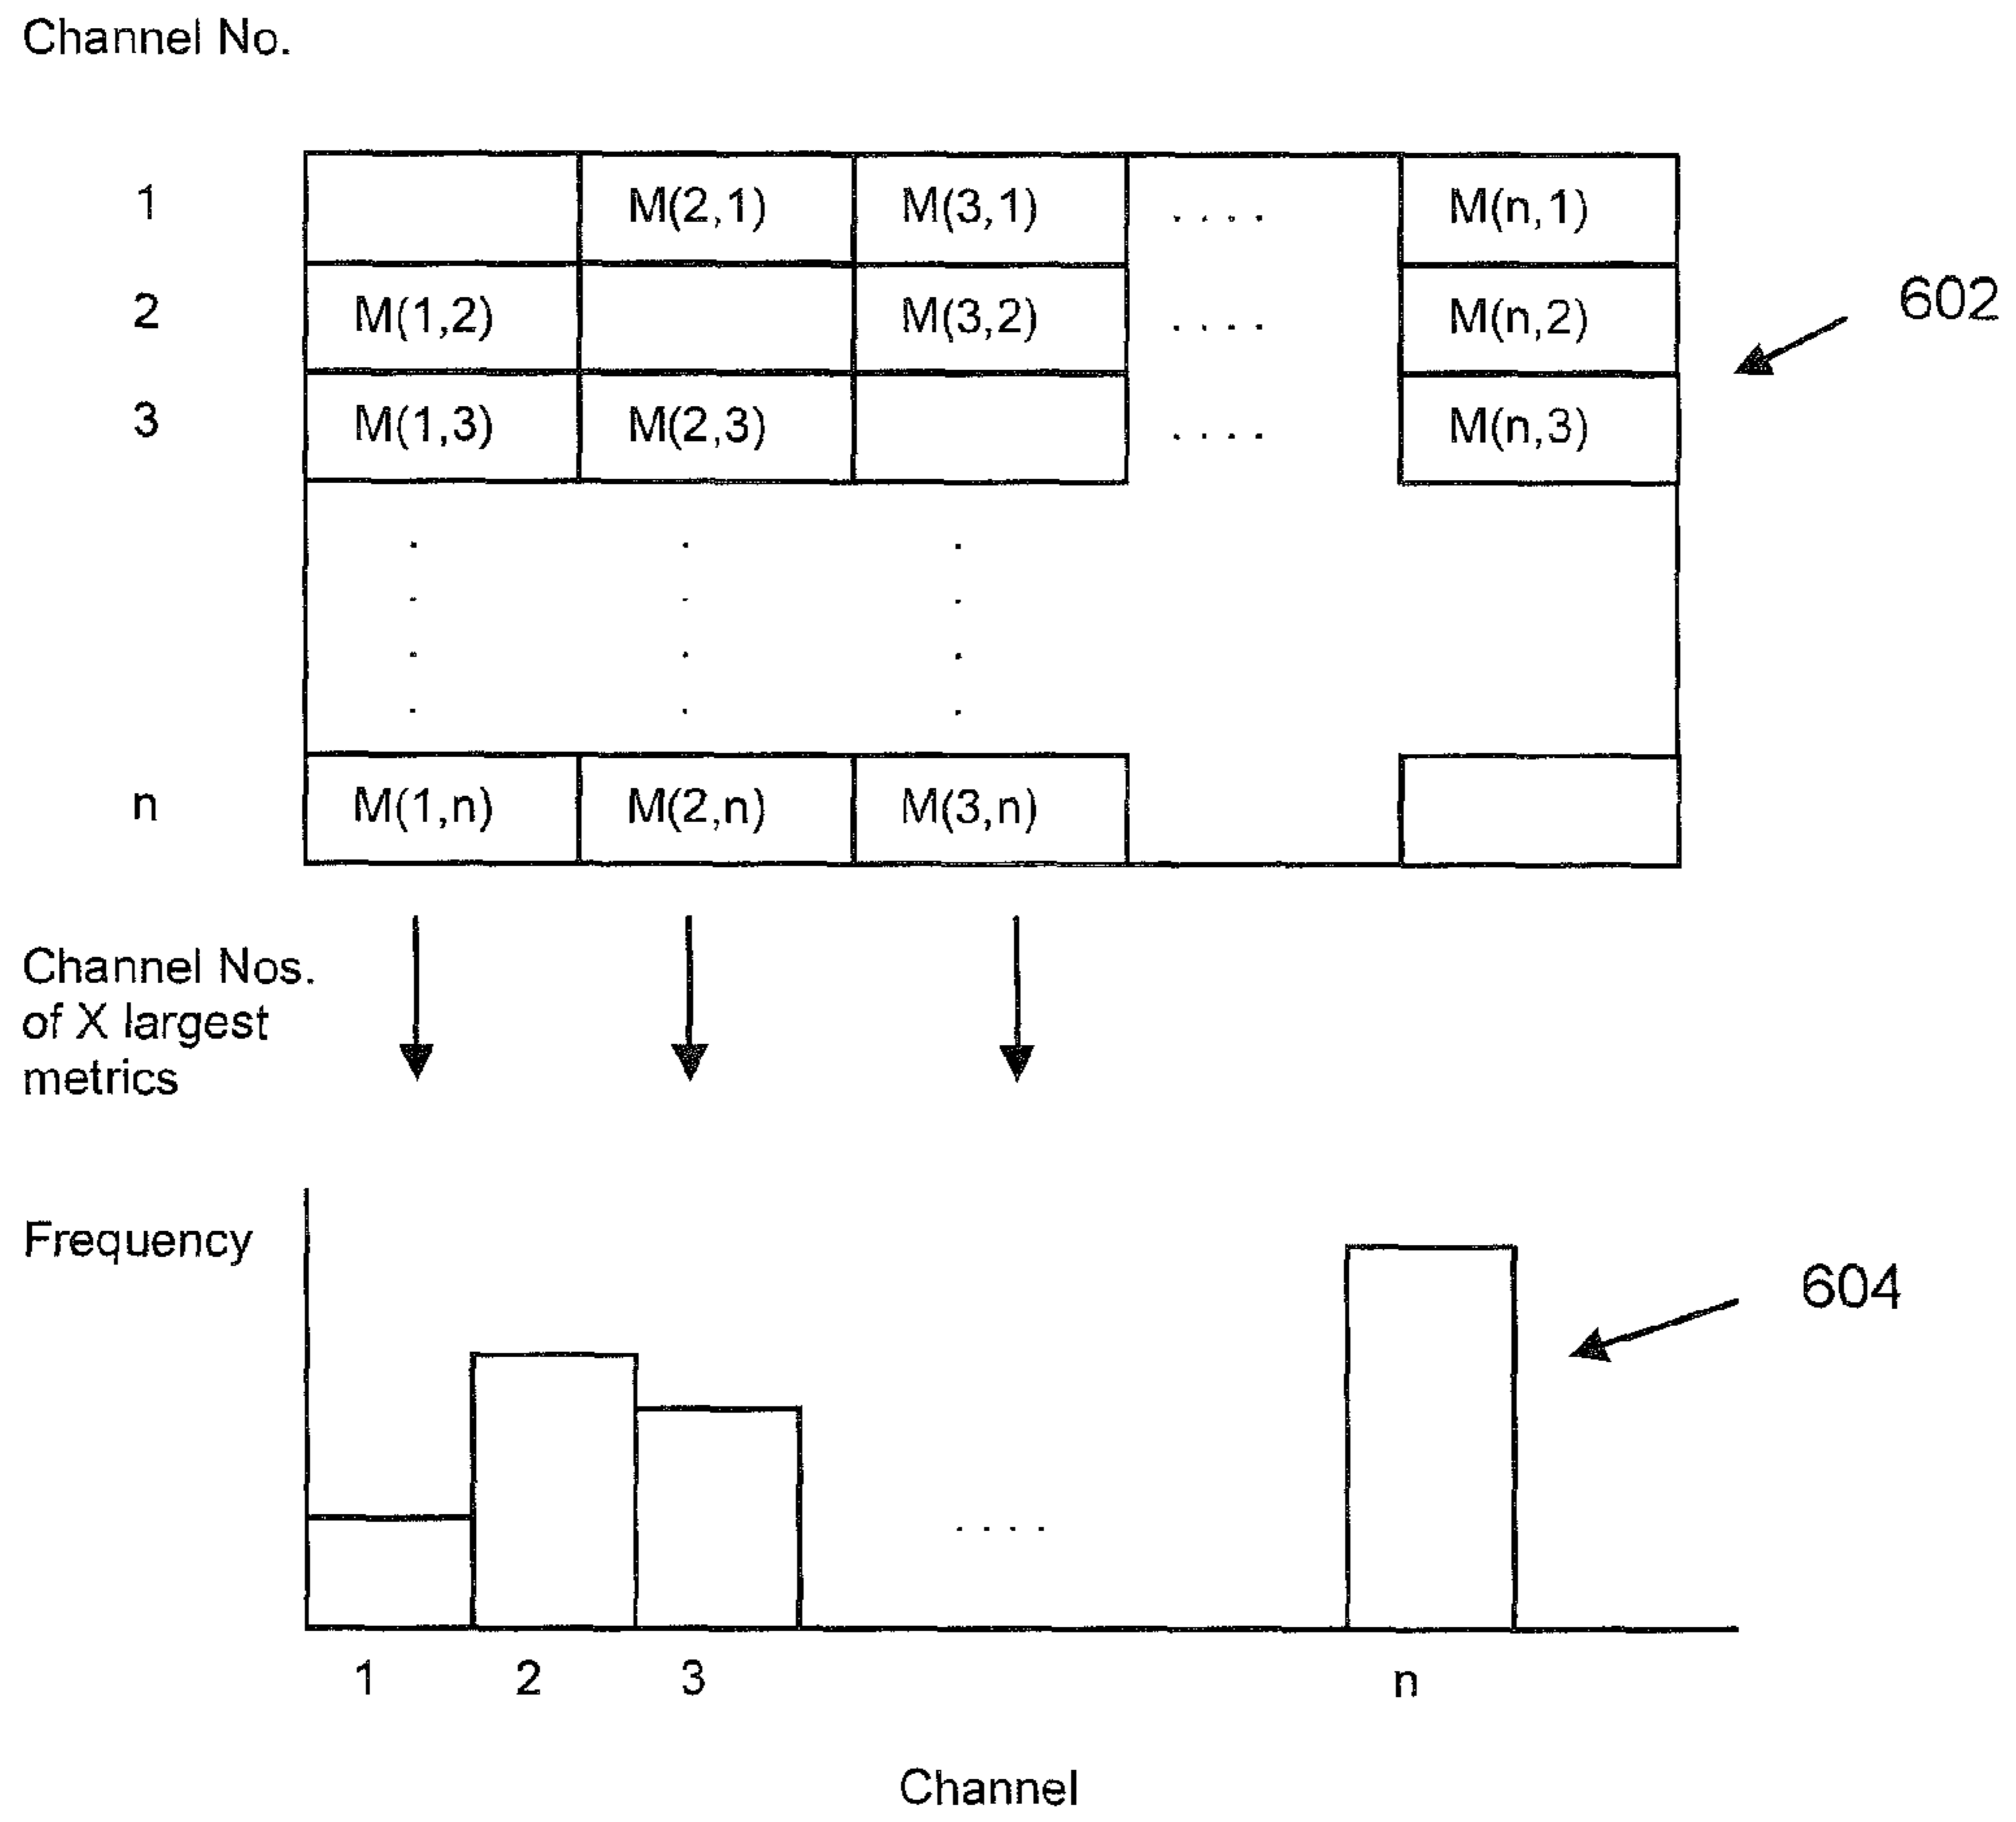 Channel No.
1 M(2,1) M(3,1) .... M(n,1)
2 M(1,2) M(3,2) .... M(n,2)
602
3 M(1,3) M(2,3) .... M(n,3)
n M(1,n) M(2,n) M(3,n)
Channel Nos.
of X largest
metrics
Frequency
604
....
1 2 3 n
Channel